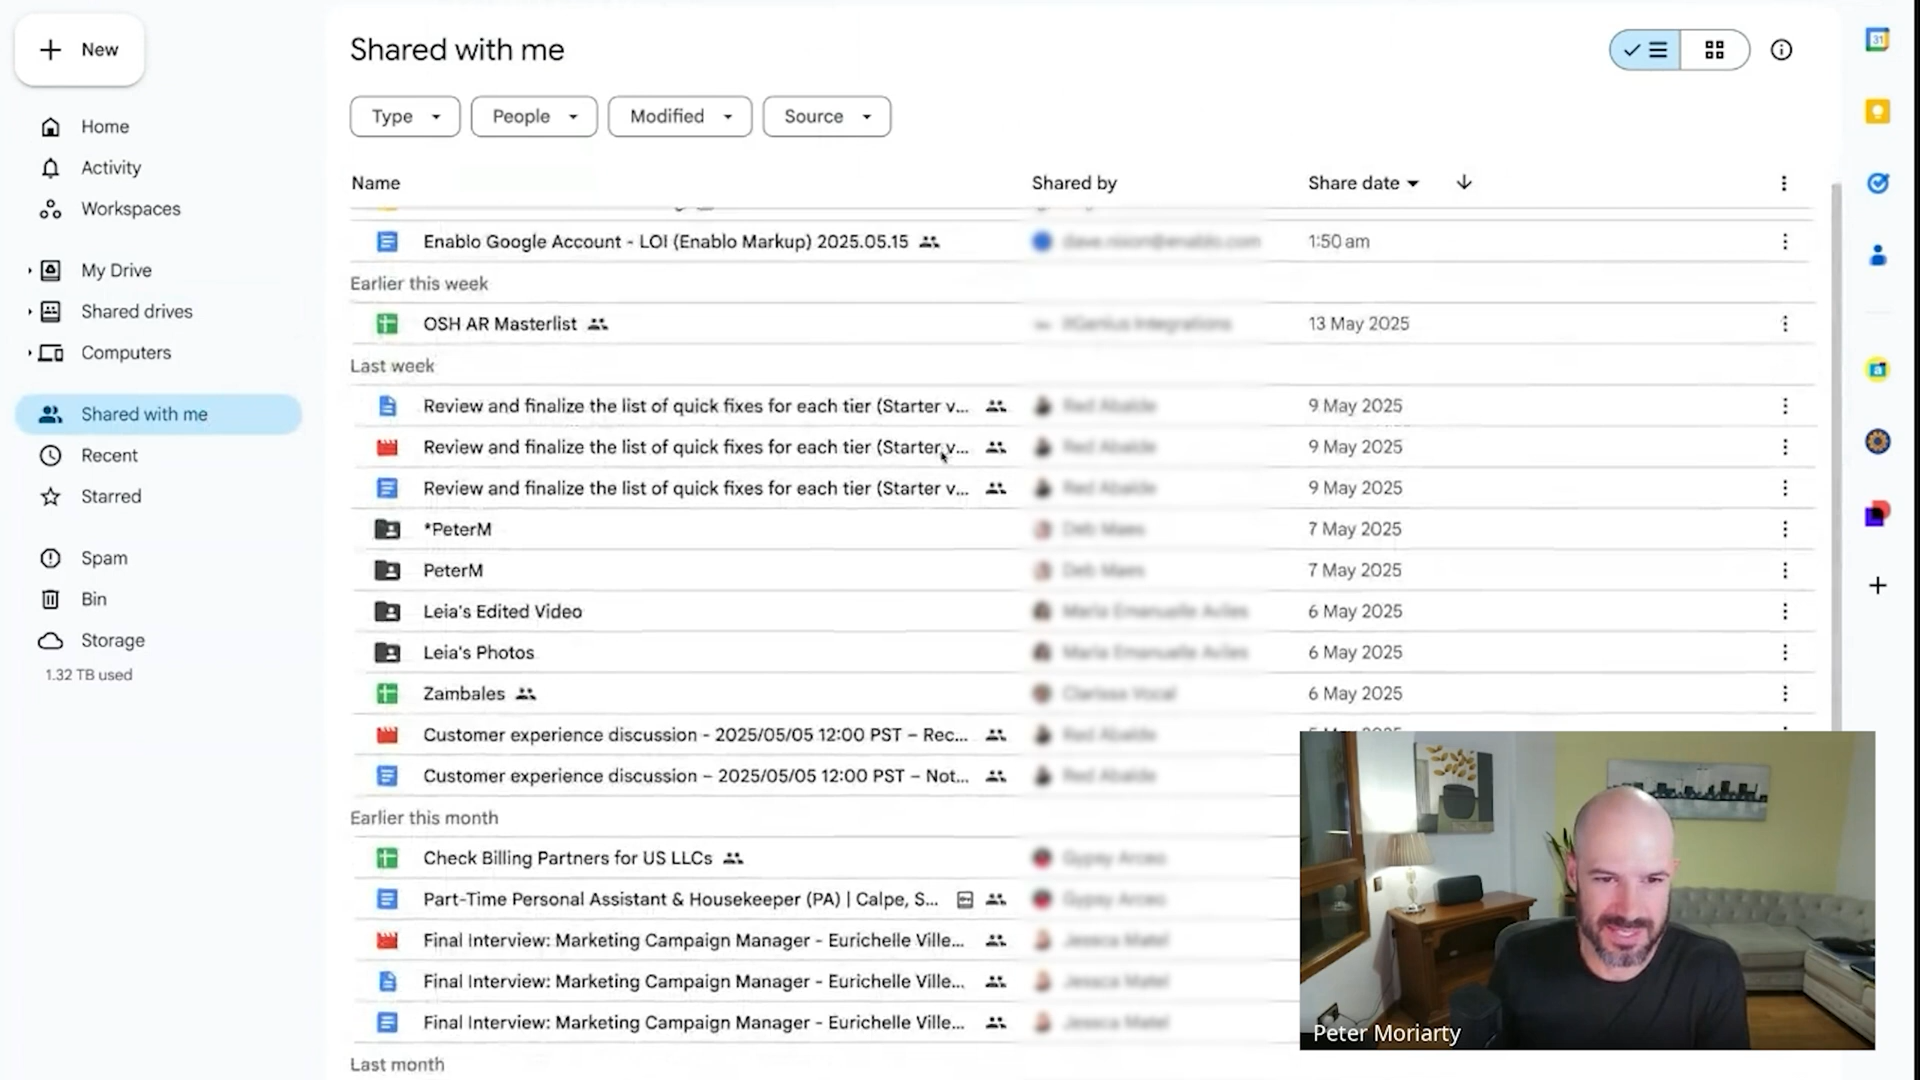 New
Shared with me
Type
People
Modified
Source
Home
Activity
Workspaces
My Drive
Shared drives
Computers
Shared with me
Recent
Starred
Spam
Bin
Storage
1.32 TB used
Name Shared by Share date
Enablo Google Account - LOI (Enablo Markup) 2025.05.15 1:50 am
Earlier this week
OSH AR Masterlist 13 May 2025
Last week
Review and finalize the list of quick fixes for each tier (Starter v... 9 May 2025
Review and finalize the list of quick fixes for each tier (Starter v... 9 May 2025
Review and finalize the list of quick fixes for each tier (Starter v... 9 May 2025
*PeterM 7 May 2025
PeterM 7 May 2025
Leia's Edited Video 6 May 2025
Leia's Photos 6 May 2025
Zambales 6 May 2025
Customer experience discussion - 2025/05/05 12:00 PST – Rec...
Customer experience discussion – 2025/05/05 12:00 PST – Not...
Earlier this month
Check Billing Partners for US LLCs
Part-Time Personal Assistant & Housekeeper (PA) | Calpe, S...
Final Interview: Marketing Campaign Manager - Eurichelle Ville...
Final Interview: Marketing Campaign Manager - Eurichelle Ville...
Final Interview: Marketing Campaign Manager - Eurichelle Ville...
Last month
31
Peter Moriarty